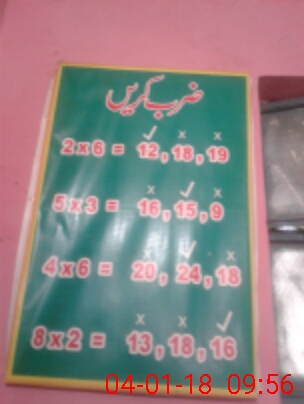 ضرب کریں
✓ x x
2 x 6 = 12 , 18 , 19
x ✓ x
5 x 3 = 16 , 15 , 9
x ✓ x
4 x 6 = 20 , 24 , 18
x x ✓
8 x 2 = 13 , 18 , 16
04-01-18 09:56